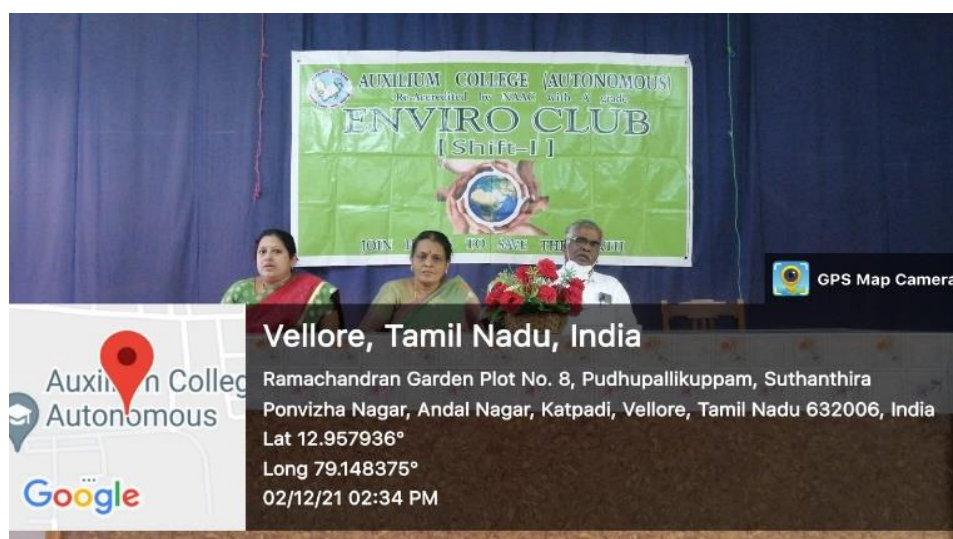 AUXILIUM COLLEGE (AUTONOMOUS)
Re-Accredited by NAAC with A grade
ENVIRO CLUB
[Shift-I]
JOIN TO SAVE THE
GPS Map Camera
Vellore, Tamil Nadu, India
Ramachandran Garden Plot No. 8, Pudhupallikuppam, Suthanthira
Ponvizha Nagar, Andal Nagar, Katpadi, Vellore, Tamil Nadu 632006, India
Lat 12.957936°
Long 79.148375°
02/12/21 02:34 PM
Autonomous
Google